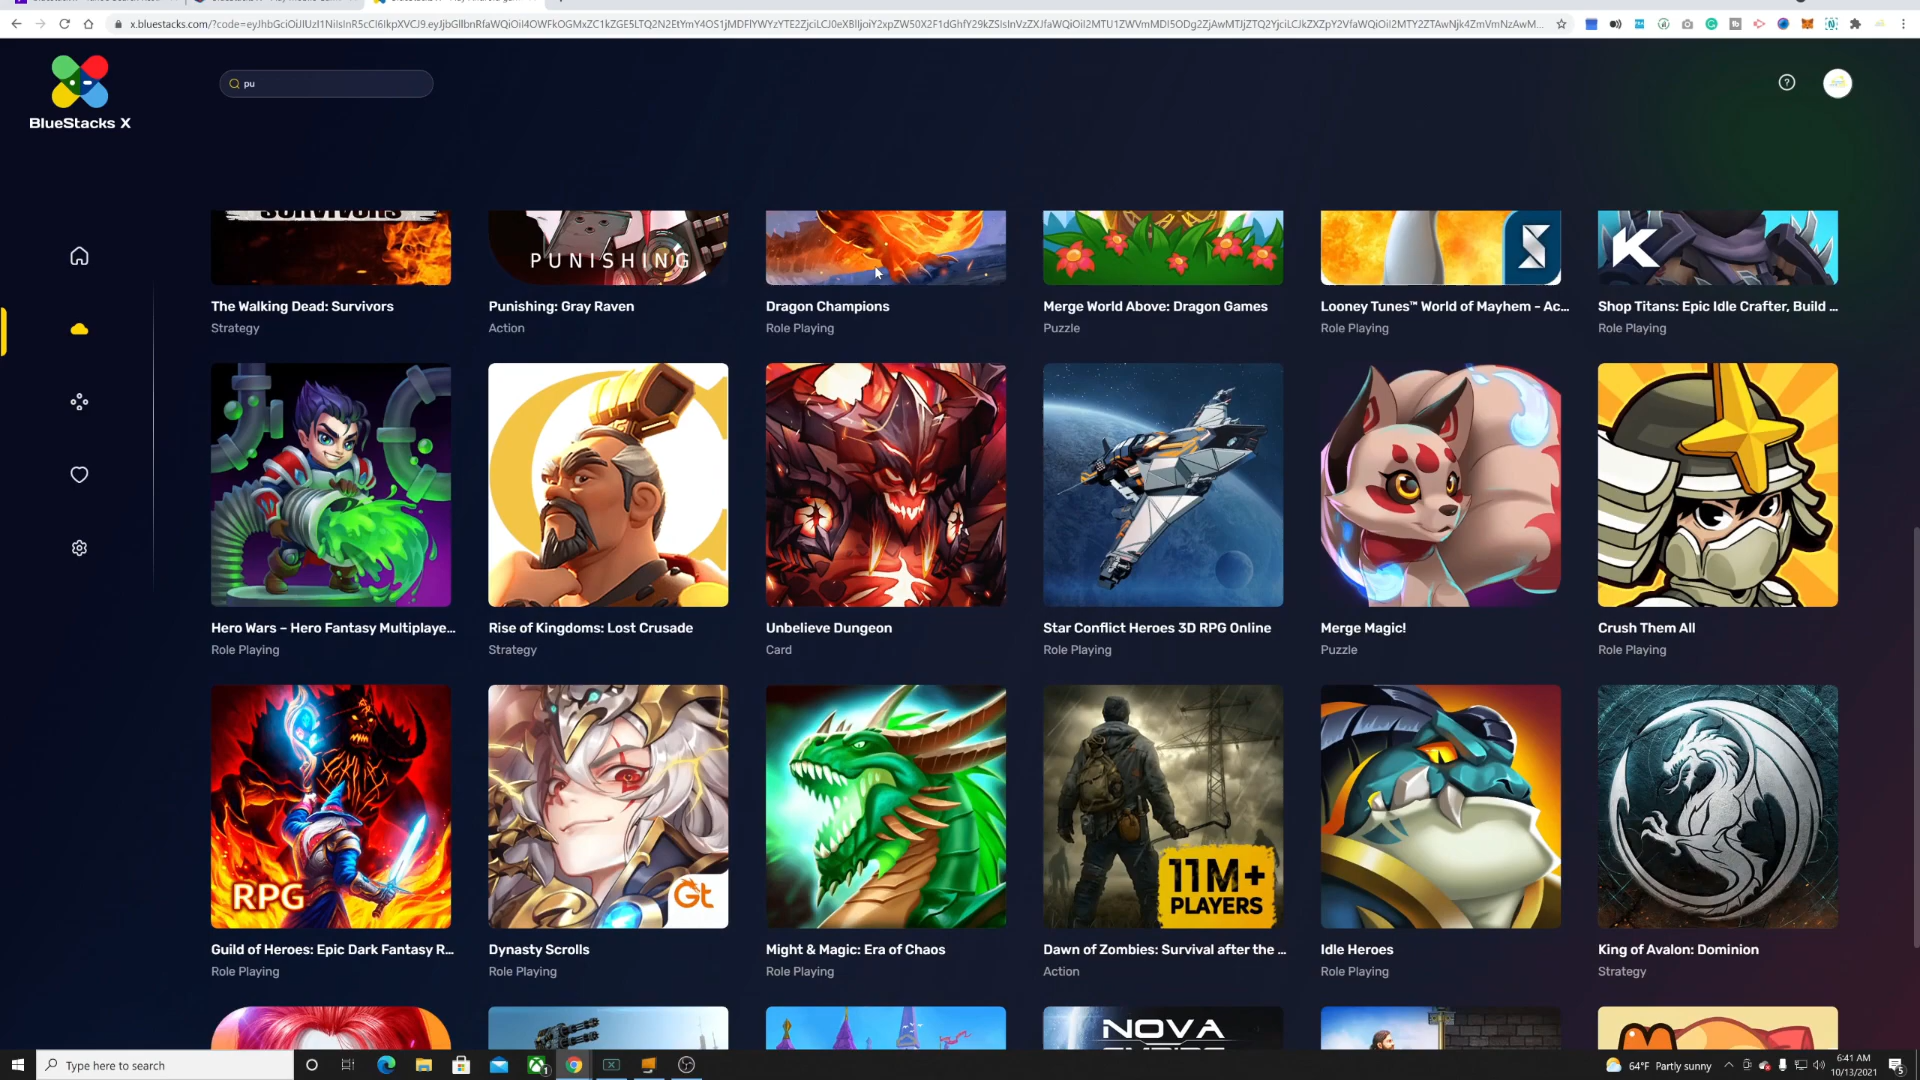 pu
BlueStacks X
PUNISHING
The Walking Dead: Survivors
Strategy
Punishing: Gray Raven
Action
Dragon Champions
Role Playing
Merge World Above: Dragon Games
Puzzle
Looney Tunes™ World of Mayhem - Ac...
Role Playing
Shop Titans: Epic Idle Crafter, Build ...
Role Playing
Hero Wars – Hero Fantasy Multiplaye...
Role Playing
Rise of Kingdoms: Lost Crusade
Strategy
Unbelieve Dungeon
Card
Star Conflict Heroes 3D RPG Online
Role Playing
Merge Magic!
Puzzle
Crush Them All
Role Playing
RPG
Gt
11M+
PLAYERS
Guild of Heroes: Epic Dark Fantasy R...
Role Playing
Dynasty Scrolls
Role Playing
Might & Magic: Era of Chaos
Role Playing
Dawn of Zombies: Survival after the ...
Action
Idle Heroes
Role Playing
King of Avalon: Dominion
Strategy
NOVA
Type here to search
64°F Partly sunny
6:41 AM
10/13/2021